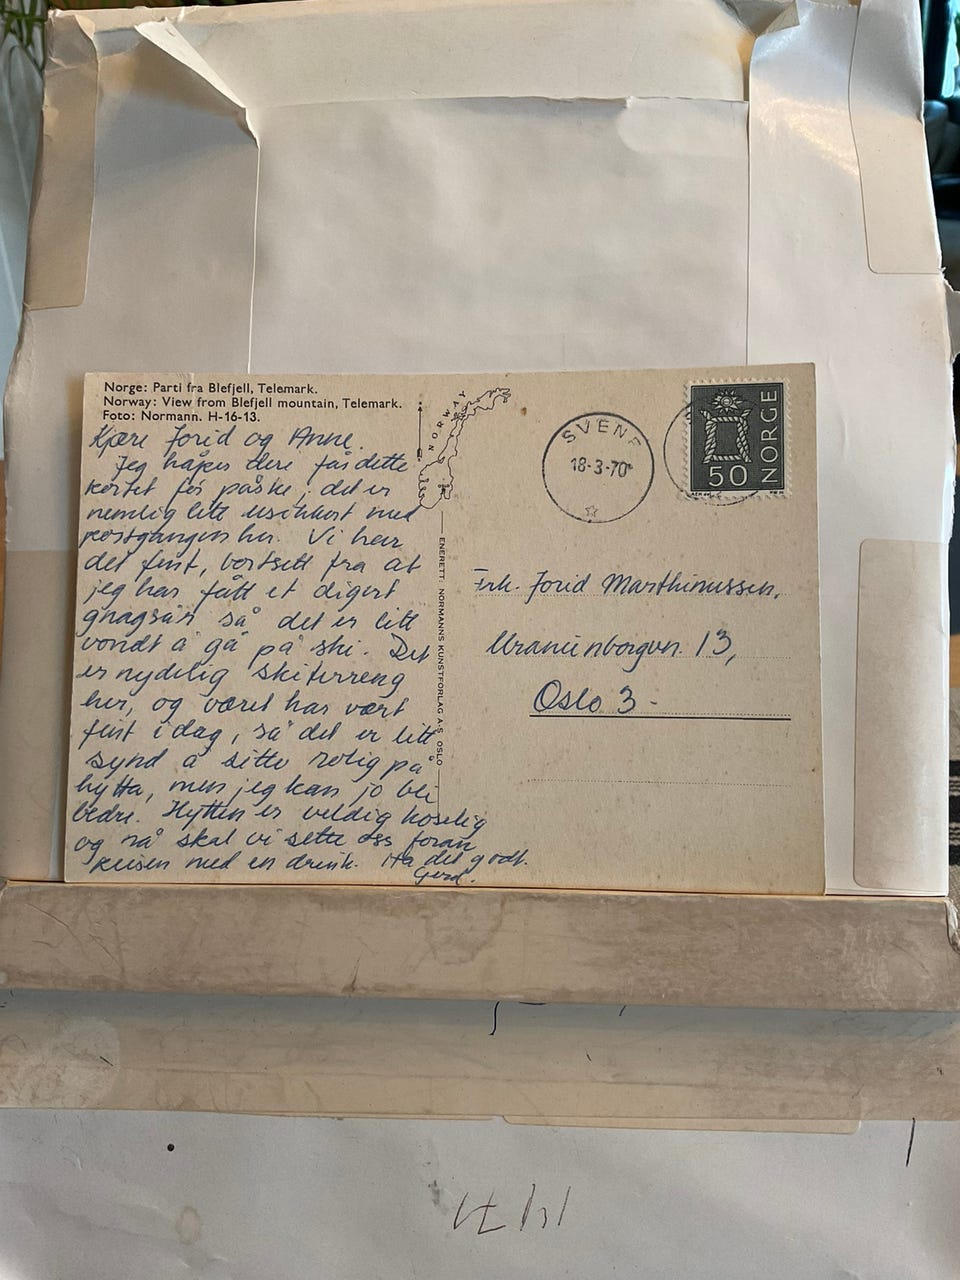 Norge: Parti fra Blefjell, Telemark.
Norway: View from Blefjell mountain, Telemark.
Foto: Normann. H-16-13.
Kjære Jorid og Anne.
Jeg håper dere får dette
kortet før påske, det er
nemlig litt usikkert med
postgangen her. Vi har
det fint, bortsett fra at
jeg har fått et digert
gnagsår så det er litt
vondt å gå på ski. Det
er nydelig skiterreng
her, og været har vært
fint i dag, så det er litt
synd å sitte rolig på
hytta, men jeg kan jo bli
bedre. Hytten er veldig koselig
og nå skal vi sette oss foran
peisen med en drink. Ha det godt.
Gerd.
NORWAY
ENERETT: NORMANNS KUNSTFORLAG A-S OSLO
SVENE
18-3-70
50
NORGE
Frk. Jorid Marthinussen,
Uranienborgvn. 13,
Oslo 3-